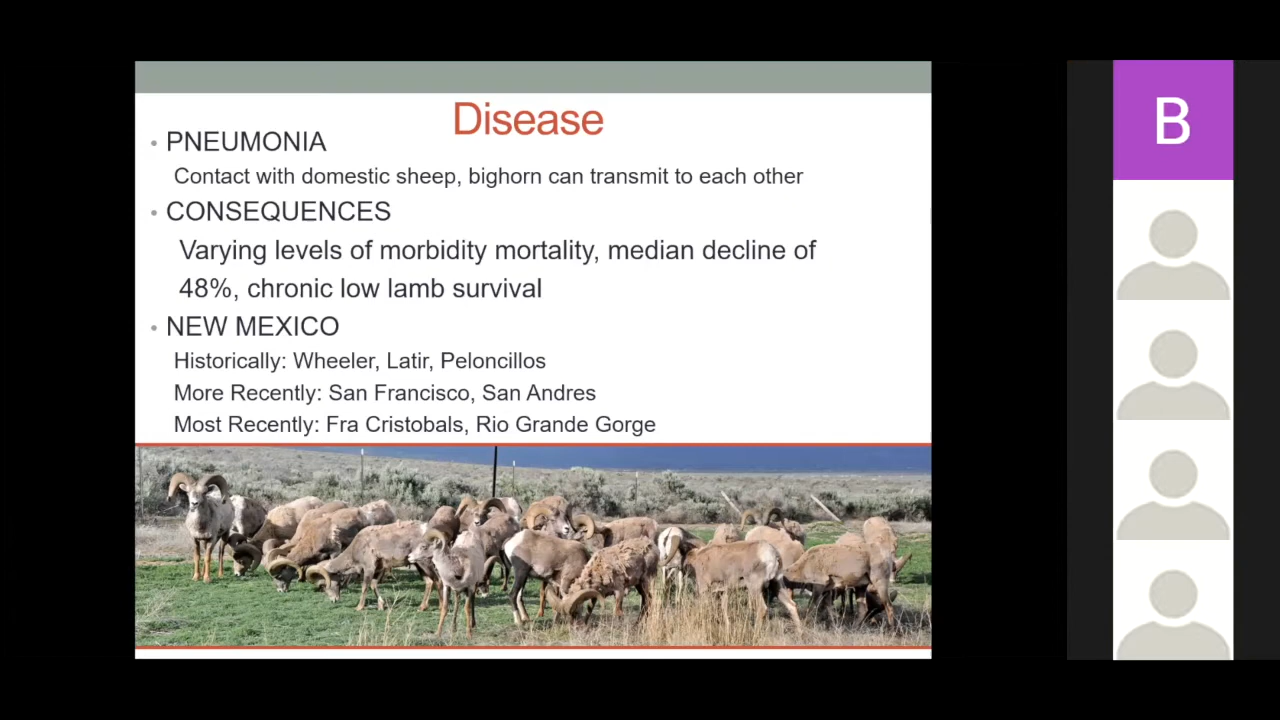 Disease
• PNEUMONIA
Contact with domestic sheep, bighorn can transmit to each other
• CONSEQUENCES
Varying levels of morbidity mortality, median decline of
48%, chronic low lamb survival
• NEW MEXICO
Historically: Wheeler, Latir, Peloncillos
More Recently: San Francisco, San Andres
Most Recently: Fra Cristobals, Rio Grande Gorge
B